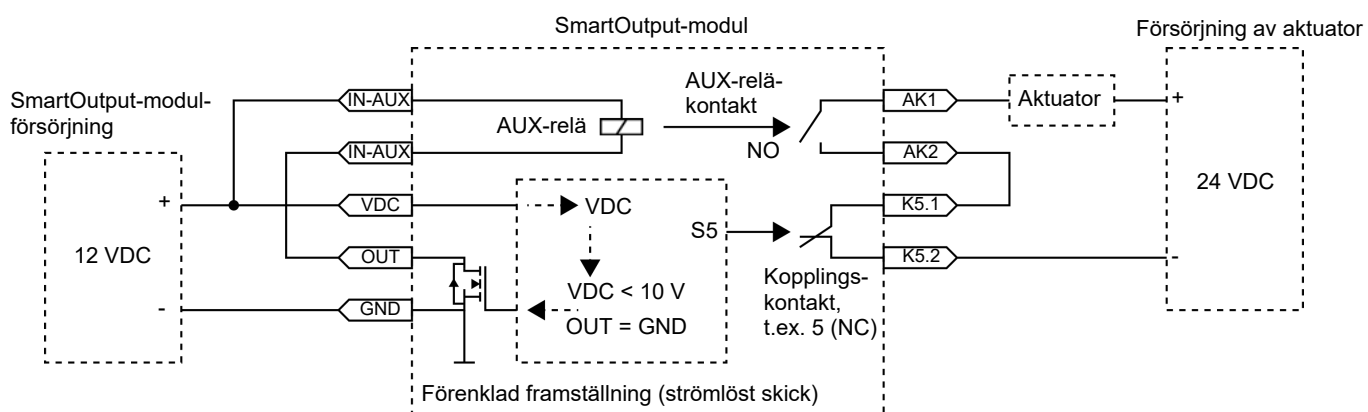 SmartOutput-modul
Försörjning av aktuator
SmartOutput-modul-
försörjning
12 VDC
+
-
IN-AUX
IN-AUX
VDC
OUT
GND
AUX-relä
AUX-relä-
kontakt
NO
VDC
VDC < 10 V
OUT = GND
S5
Kopplings-
kontakt,
t.ex. 5 (NC)
AK1
AK2
K5.1
K5.2
Aktuator
+
-
24 VDC
Förenklad framställning (strömlöst skick)